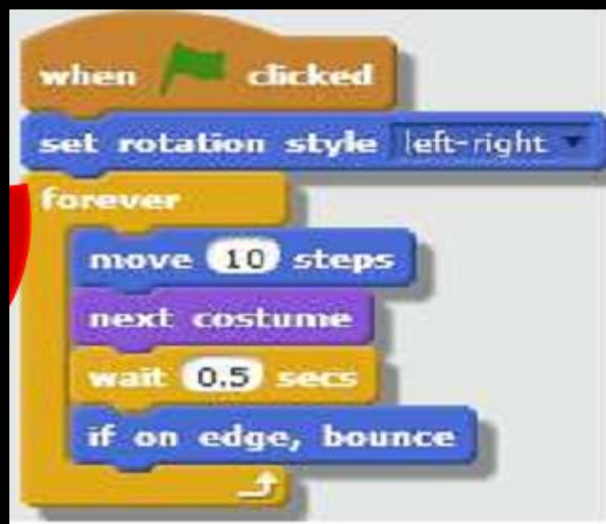 when clicked
set rotation style left-right
forever
move 10 steps
next costume
wait 0.5 secs
if on edge, bounce